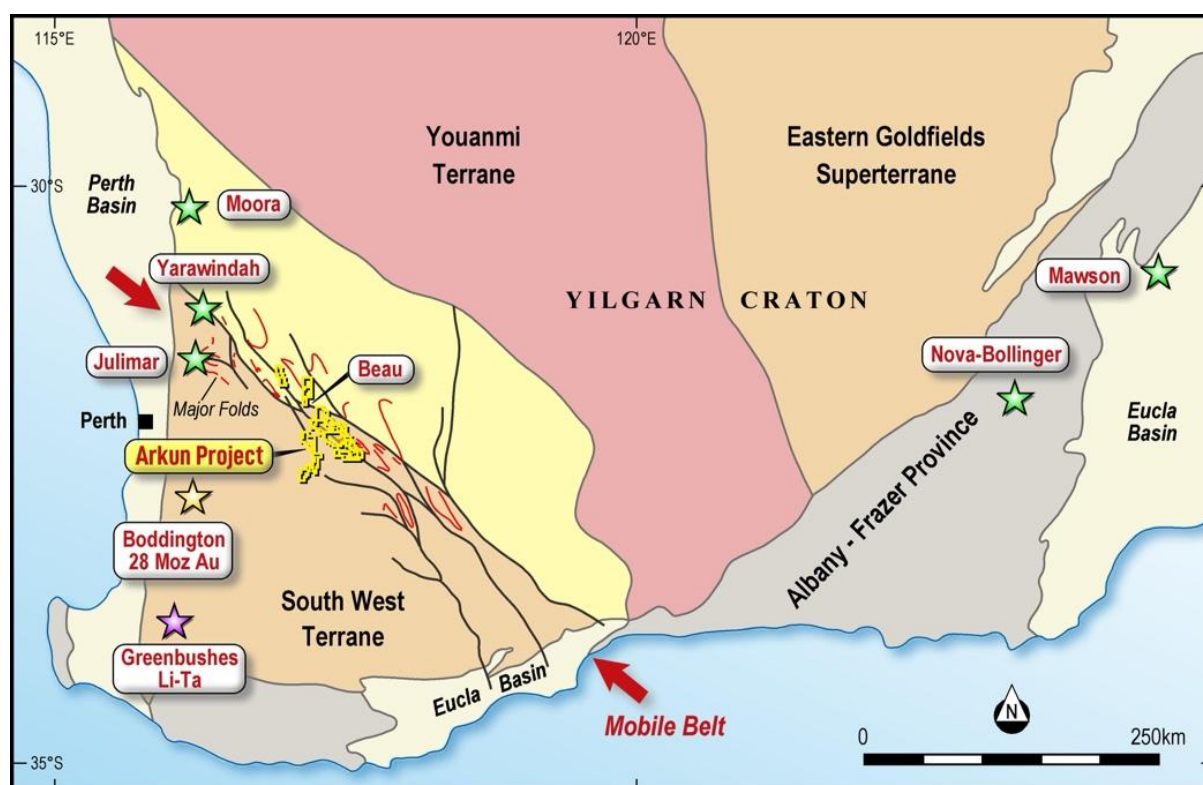 115°E
120°E
Youanmi
Terrane
Eastern Goldfields
Superterrane
30°S
Perth
Basin
Moora
Yarawindah
Mawson
YILGARN CRATON
Julimar
Beau
Nova-Bollinger
Major Folds
Perth
Eucla
Basin
Arkun Project
Albany - Frazer Province
Boddington
28 Moz Au
South West
Terrane
Greenbushes
Li-Ta
Eucla Basin
Mobile Belt
N
0 250km
35°S